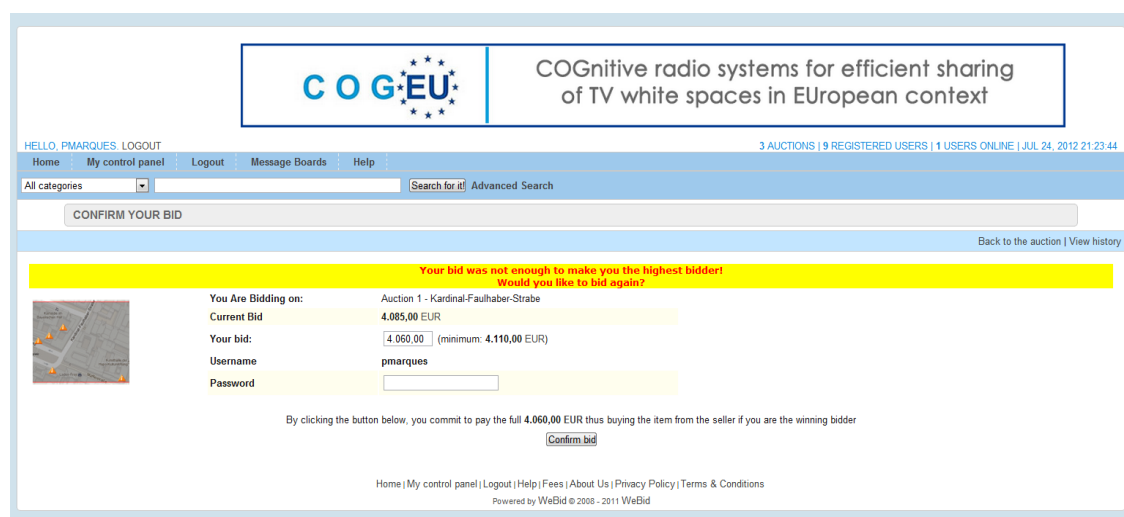 COGEU
COGnitive radio systems for efficient sharing
of TV white spaces in EUropean context
HELLO, PMARQUES. LOGOUT
3 AUCTIONS | 9 REGISTERED USERS | 1 USERS ONLINE | JUL 24, 2012 21:23:44
Home My control panel Logout Message Boards Help
All categories Search for it! Advanced Search
CONFIRM YOUR BID
Back to the auction | View history
Your bid was not enough to make you the highest bidder!
Would you like to bid again?
You Are Bidding on: Auction 1 - Kardinal-Faulhaber-Strabe
Current Bid 4.085,00 EUR
Your bid: 4.060,00 (minimum: 4.110,00 EUR)
Username pmarques
Password
By clicking the button below, you commit to pay the full 4.060,00 EUR thus buying the item from the seller if you are the winning bidder
Confirm bid
Home | My control panel | Logout | Help | Fees | About Us | Privacy Policy | Terms & Conditions
Powered by WeBid © 2008 - 2011 WeBid